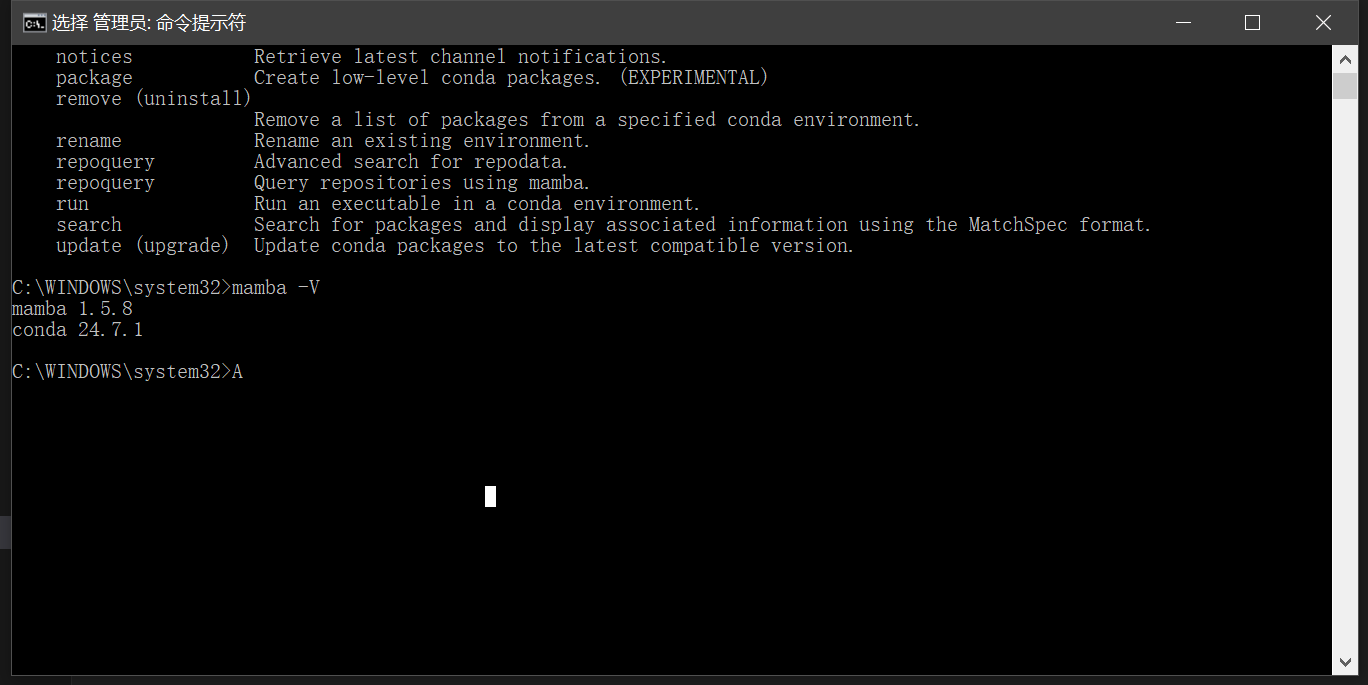 选择 管理员: 命令提示符
notices Retrieve latest channel notifications.
package Create low-level conda packages. (EXPERIMENTAL)
remove (uninstall)
Remove a list of packages from a specified conda environment.
rename Rename an existing environment.
repoquery Advanced search for repodata.
repoquery Query repositories using mamba.
run Run an executable in a conda environment.
search Search for packages and display associated information using the MatchSpec format.
update (upgrade) Update conda packages to the latest compatible version.
C:\WINDOWS\system32>mamba -V
mamba 1.5.8
conda 24.7.1
C:\WINDOWS\system32>A